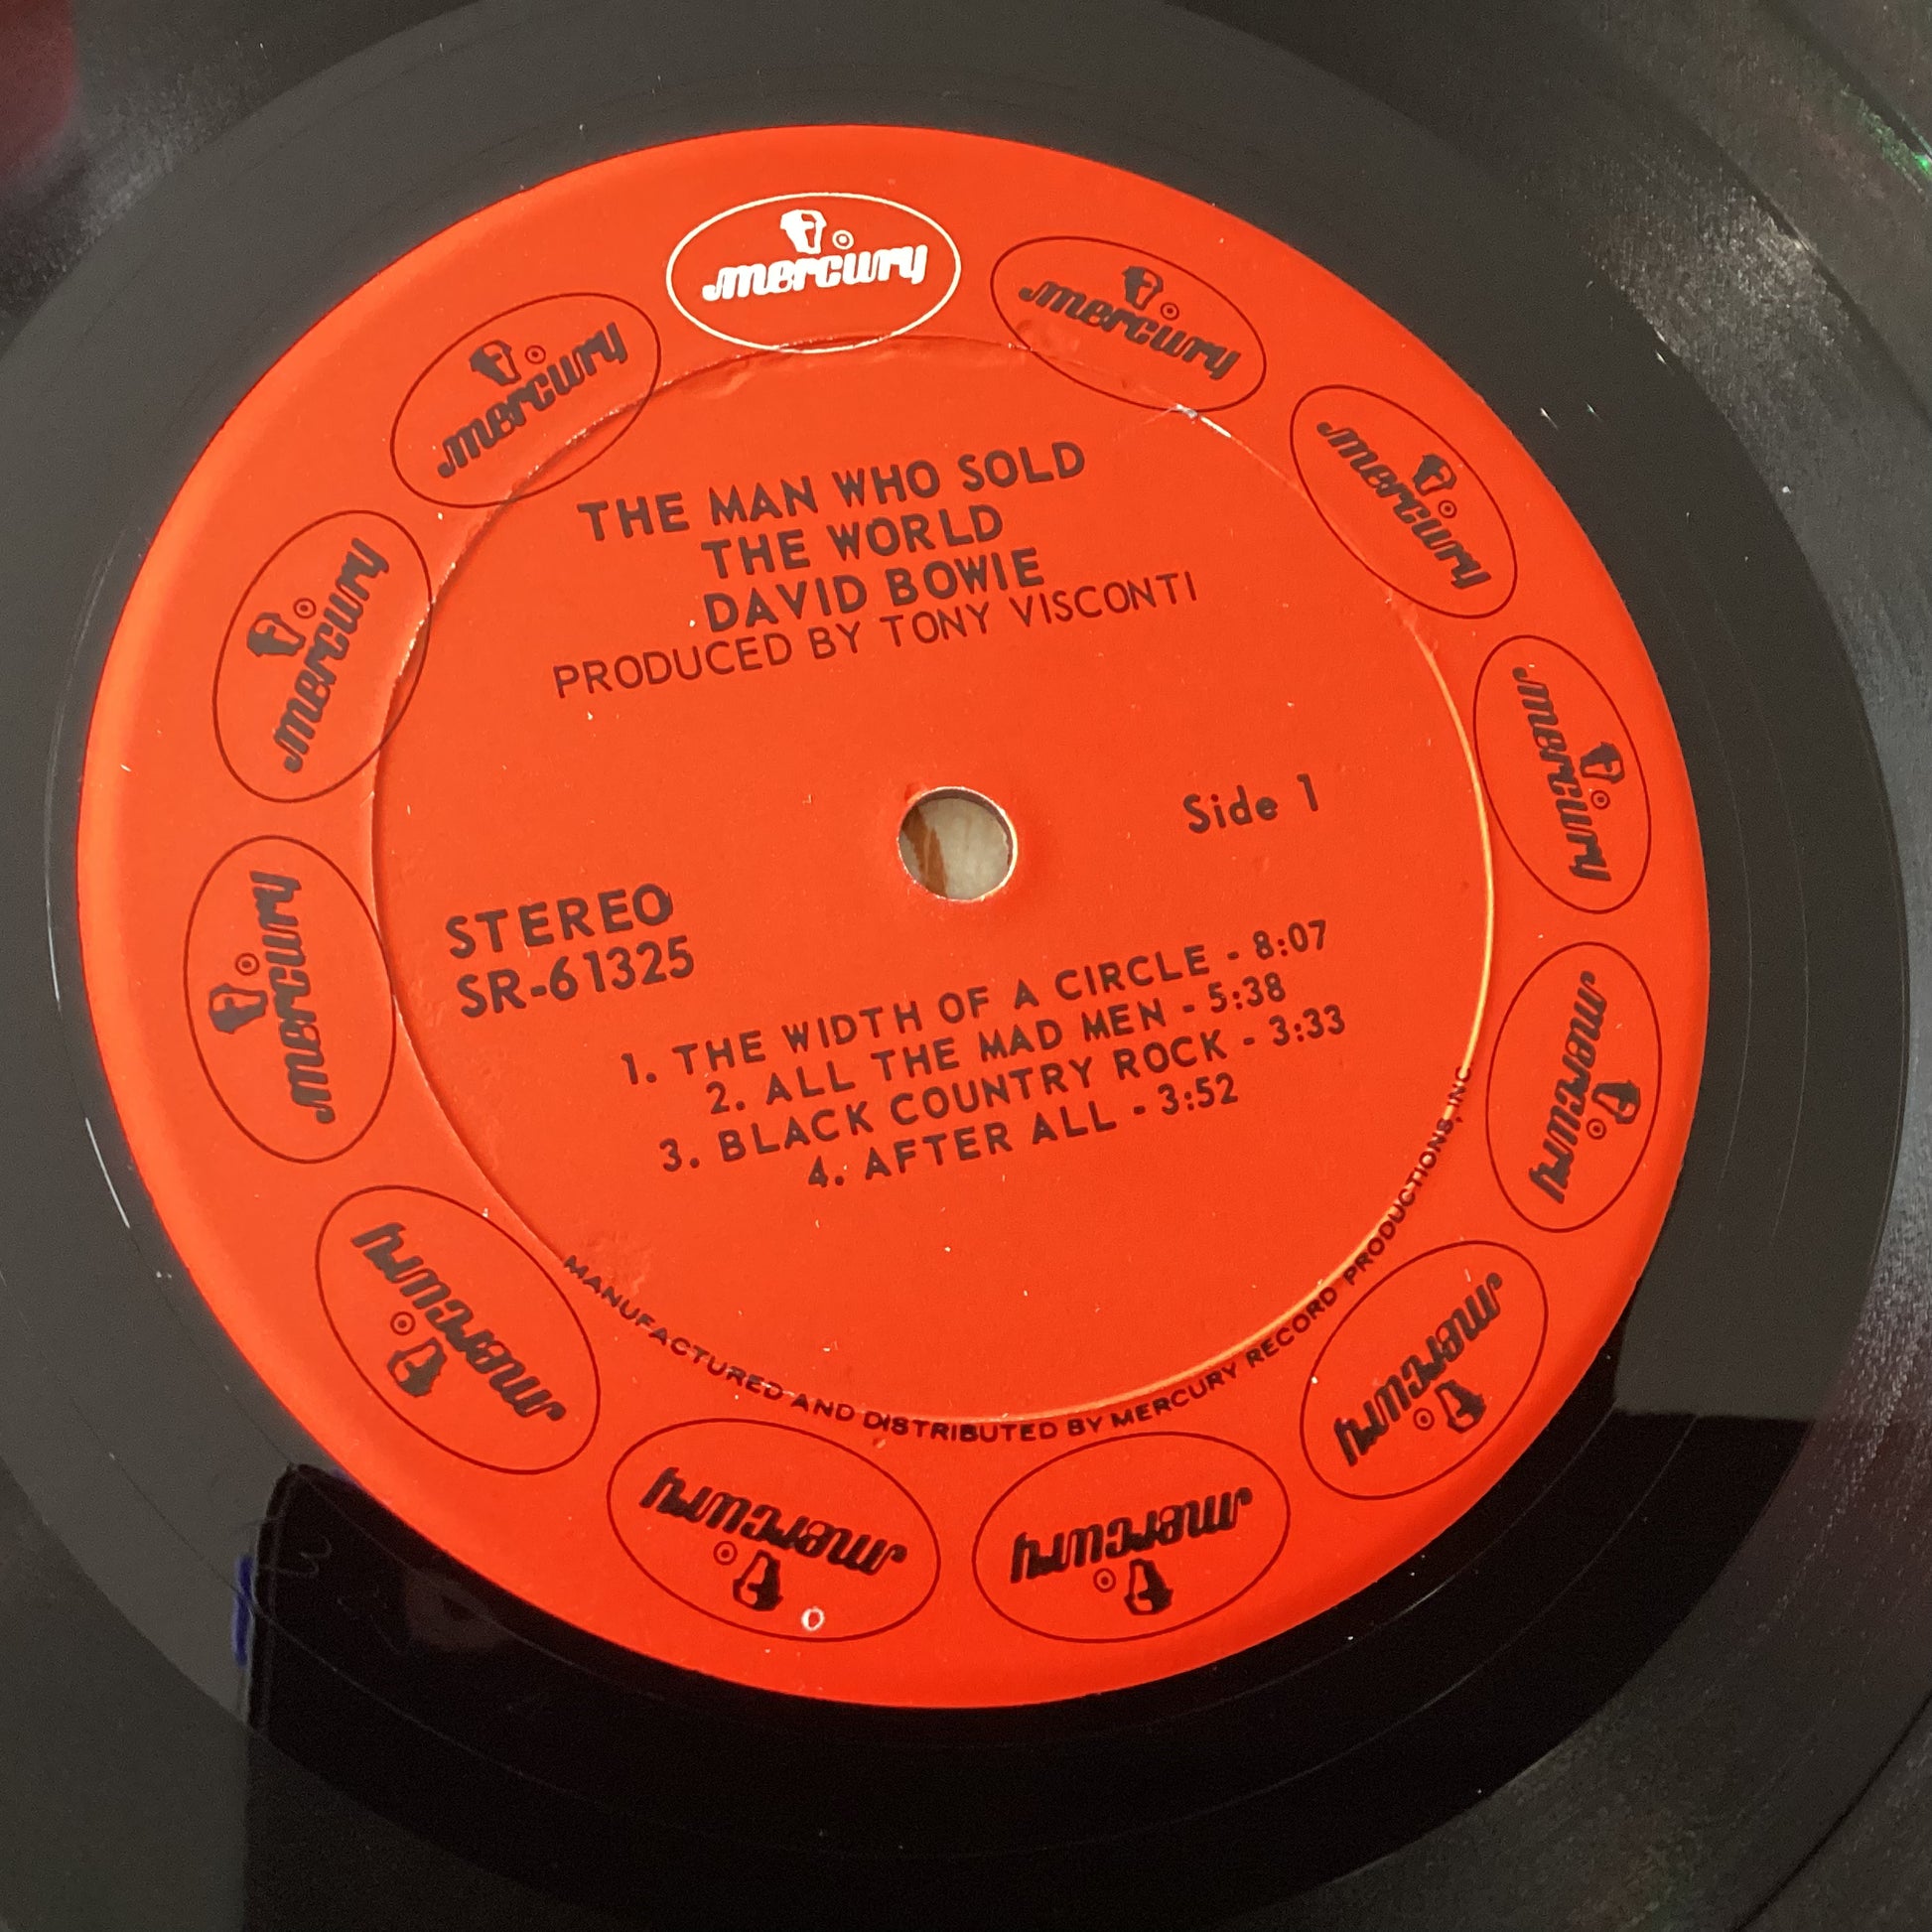 mercury
mercury
mercury
mercury
mercury
mercury
mercury
mercury
mercury
mercury
mercury
mercury
THE MAN WHO SOLD
THE WORLD
DAVID BOWIE
PRODUCED BY TONY VISCONTI
Side 1
STEREO
SR-61325
1. THE WIDTH OF A CIRCLE - 8:07
2. ALL THE MAD MEN - 5:38
3. BLACK COUNTRY ROCK - 3:33
4. AFTER ALL - 3:52
MANUFACTURED AND DISTRIBUTED BY MERCURY RECORD PRODUCTIONS, INC.